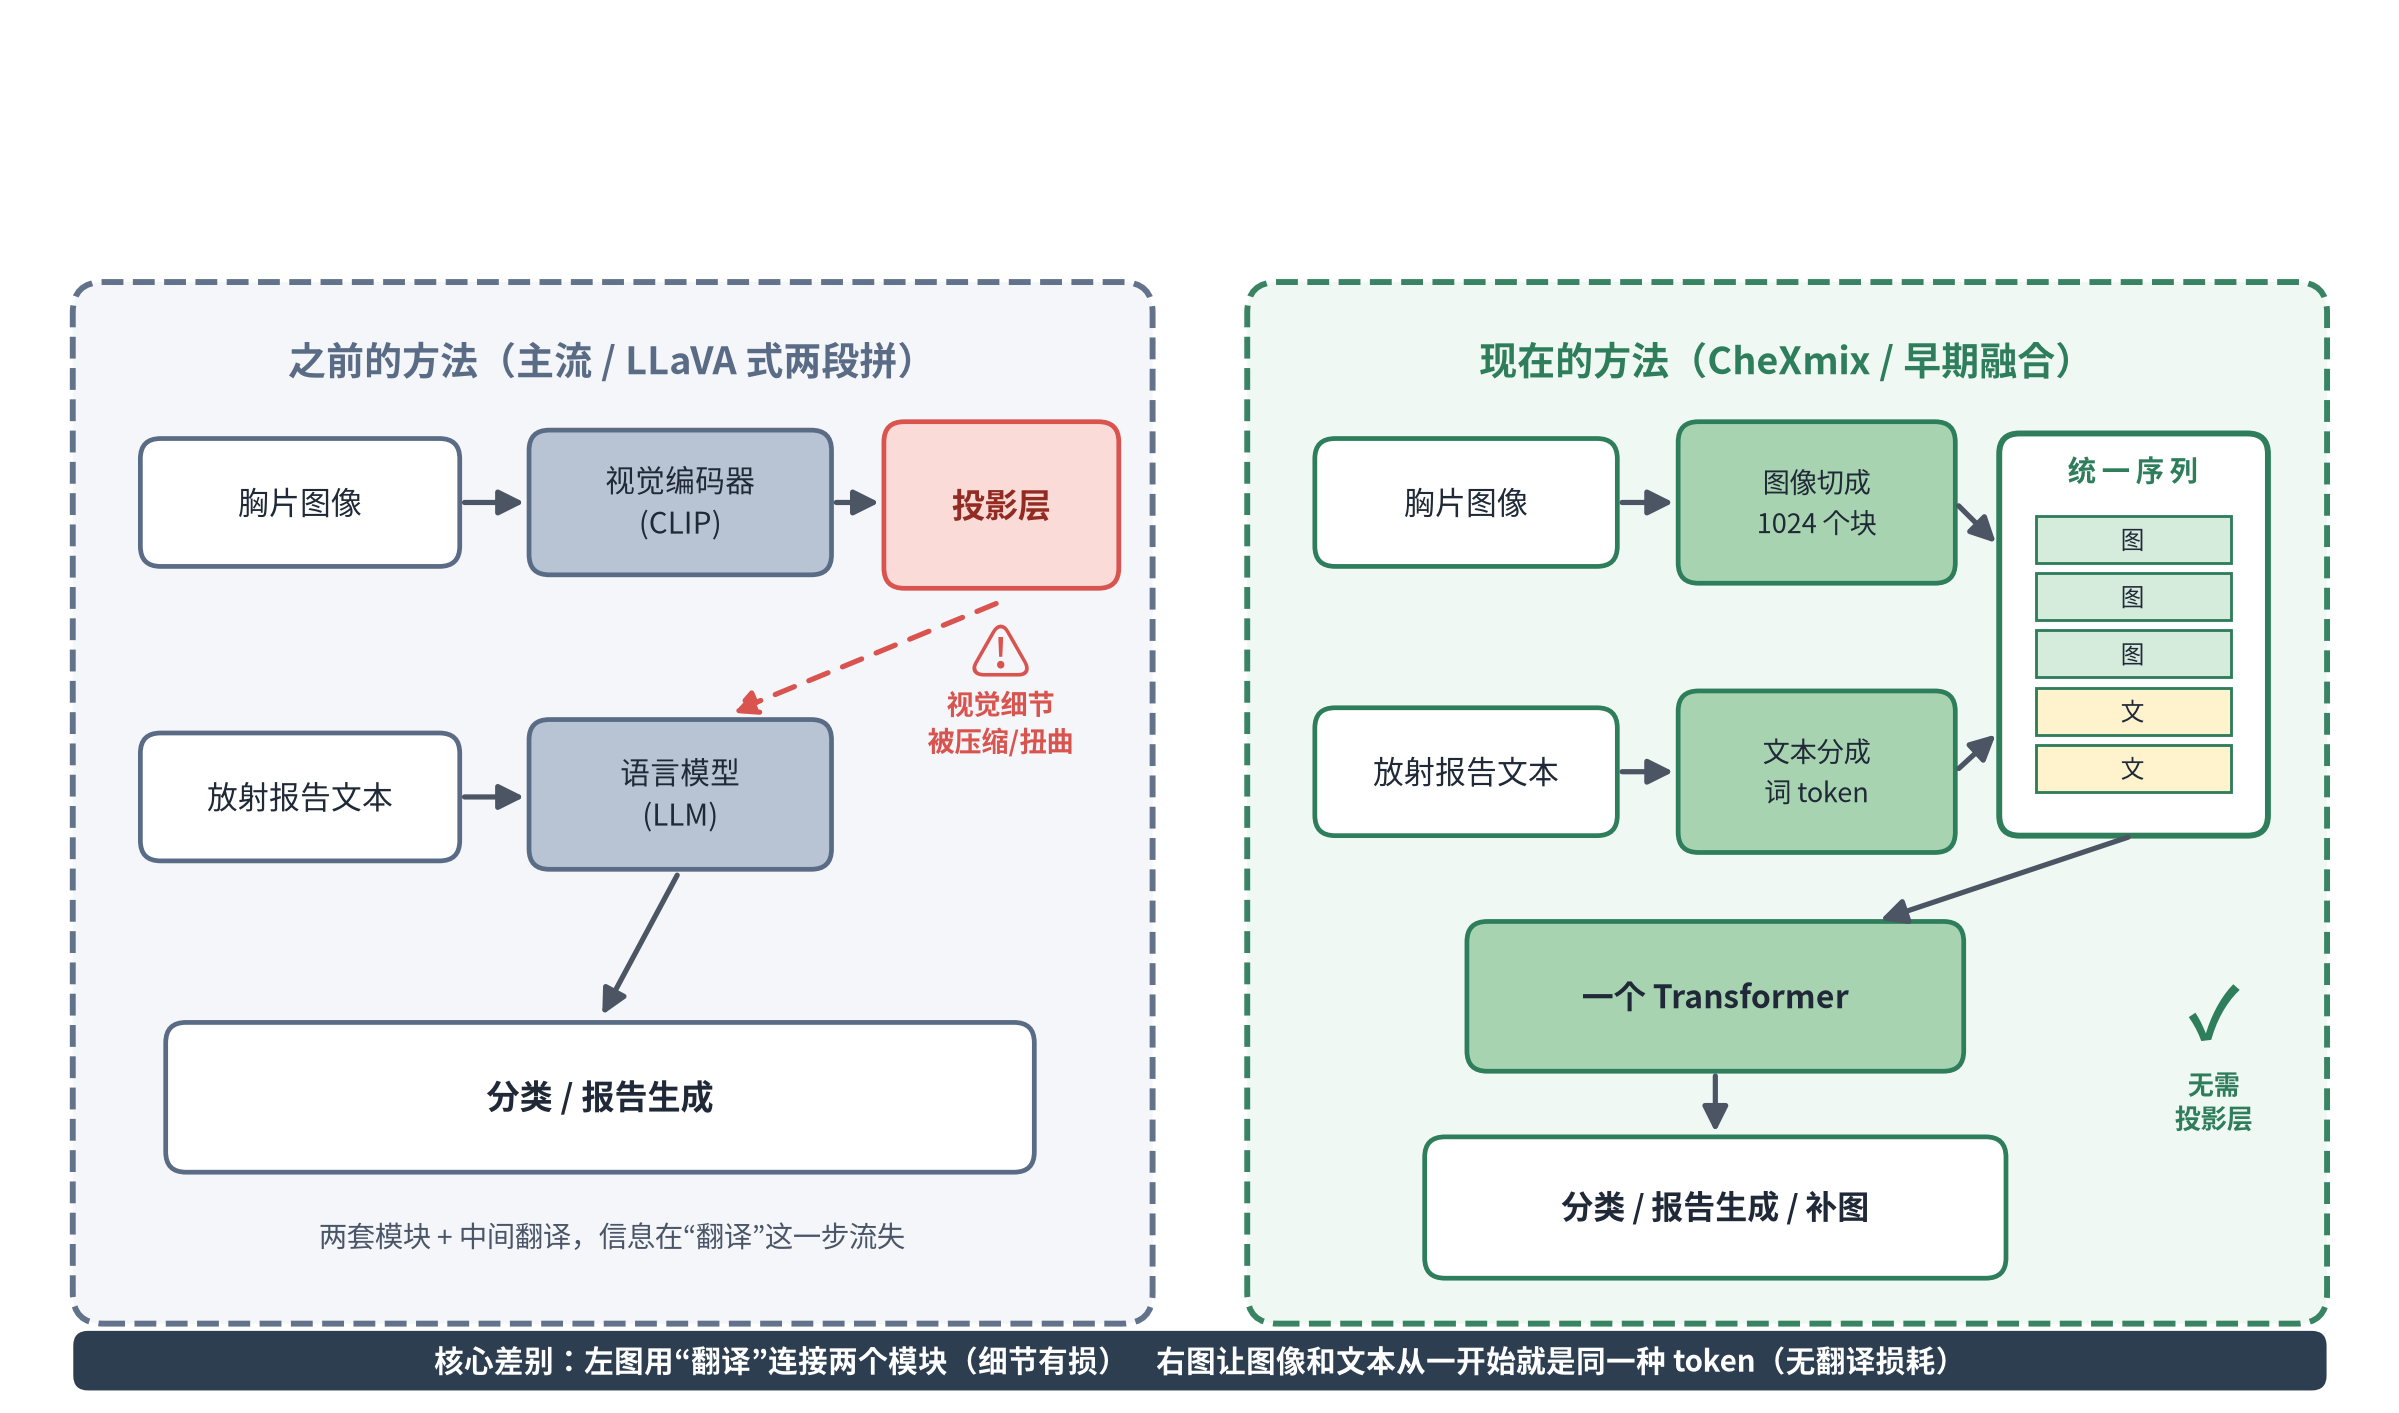 之前的方法（主流 / LLaVA 式两段拼）
胸片图像
视觉编码器
(CLIP)
投影层
视觉细节
被压缩/扭曲
放射报告文本
语言模型
(LLM)
分类 / 报告生成
两套模块 + 中间翻译，信息在“翻译”这一步流失
现在的方法（CheXmix / 早期融合）
胸片图像
图像切成
1024 个块
统一序列
图
图
图
文
文
放射报告文本
文本分成
词 token
一个 Transformer
无需
投影层
分类 / 报告生成 / 补图
核心差别：左图用“翻译”连接两个模块（细节有损） 右图让图像和文本从一开始就是同一种 token（无翻译损耗）